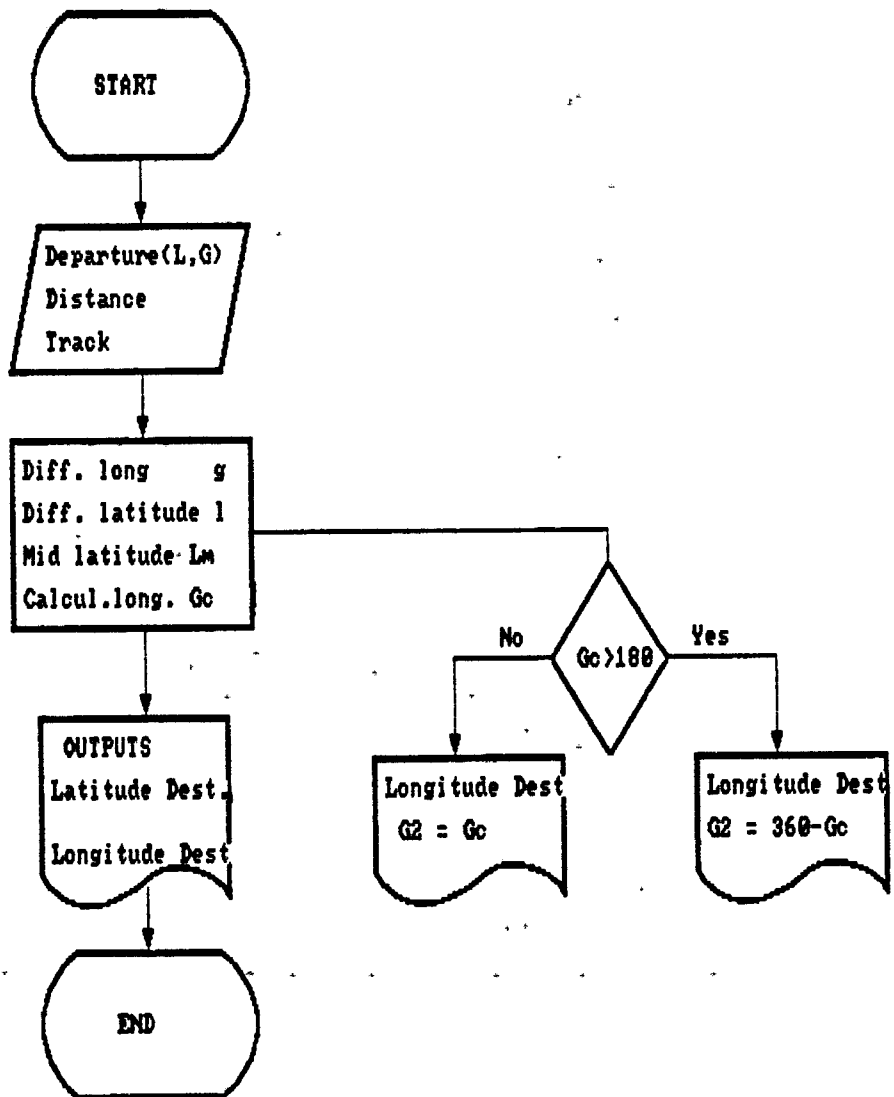 START
Departure(L,G)
Distance
Track
Diff. long g
Diff. latitude l
Mid latitude Lm
Calcul.long. Gc
No
Gc>180
Yes
OUTPUTS
Latitude Dest.
Longitude Dest
Longitude Dest
G2 = Gc
Longitude Dest
G2 = 360-Gc
END